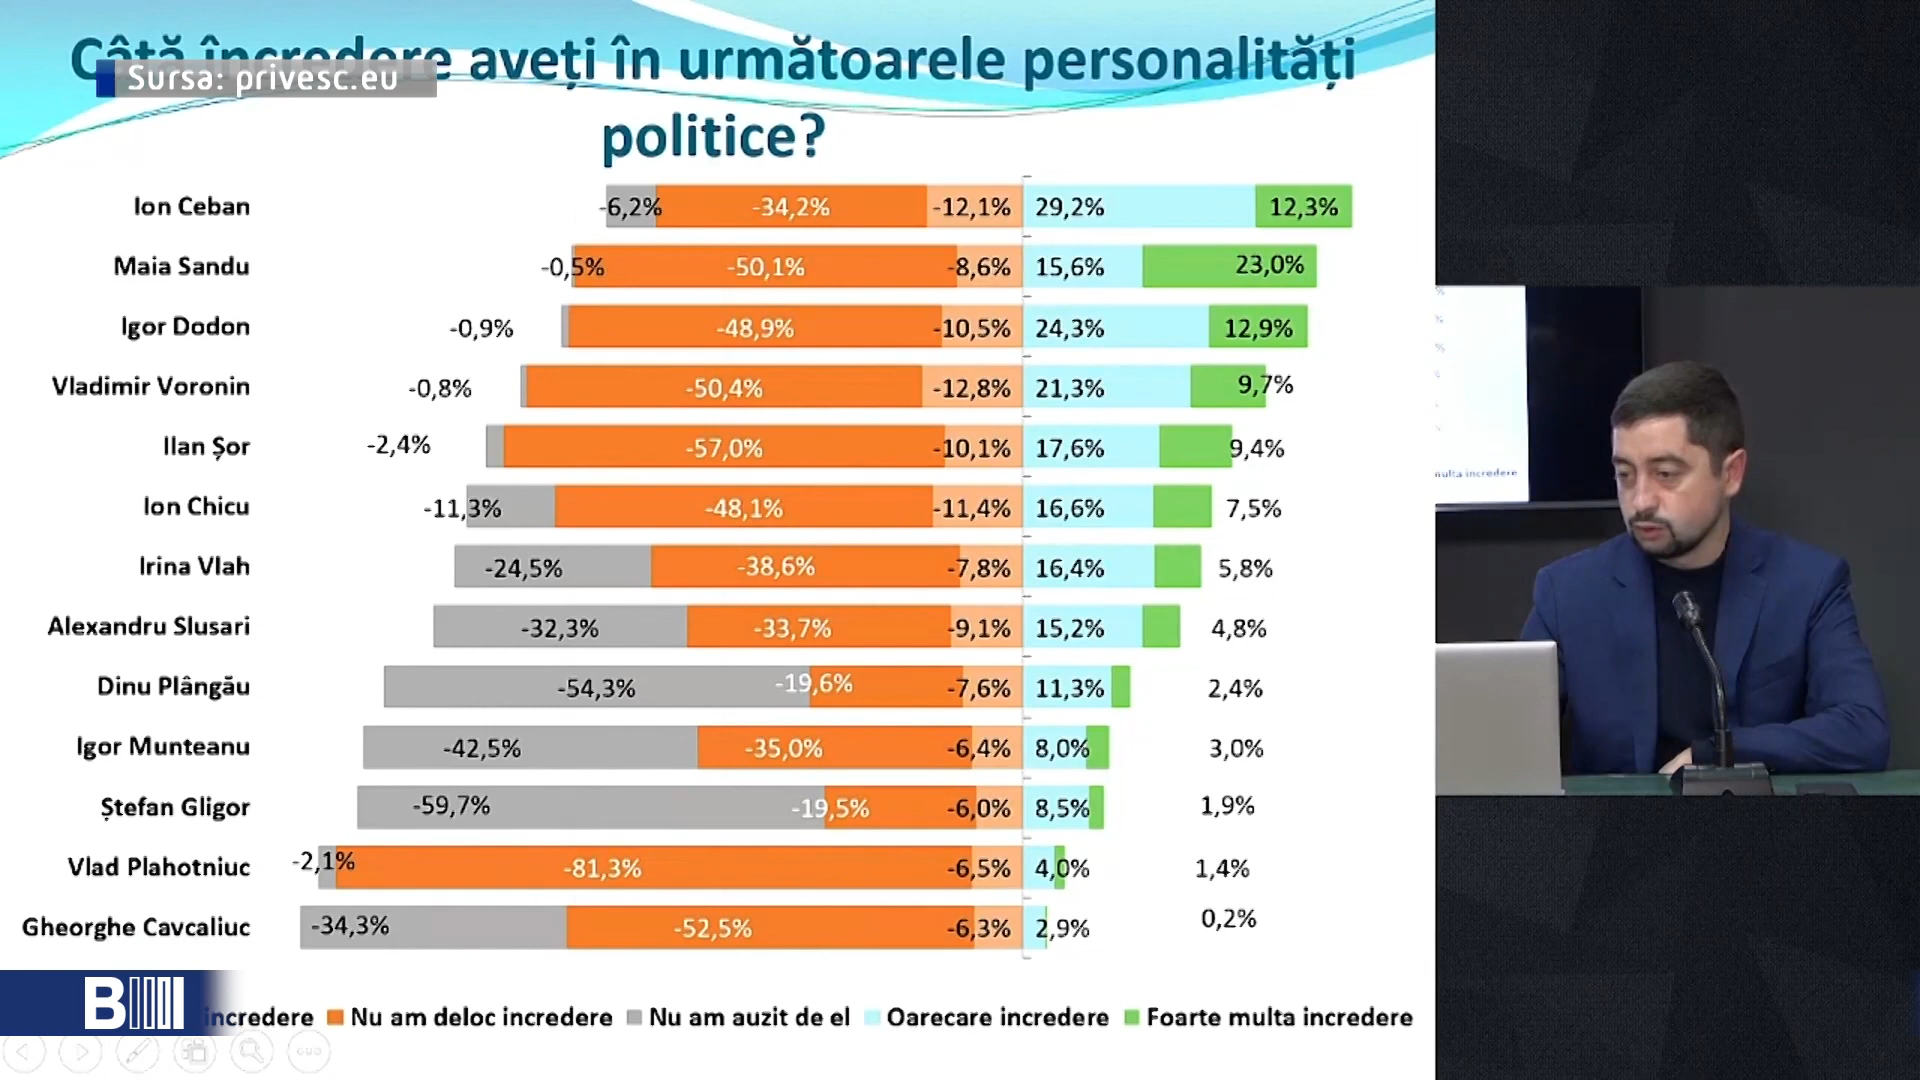 Câtă încredere aveți în următoarele personalități
Sursa: privesc.eu
politice?
Ion Ceban -6,2% -34,2% -12,1% 29,2% 12,3%
Maia Sandu -0,5% -50,1% -8,6% 15,6% 23,0%
Igor Dodon -0,9% -48,9% -10,5% 24,3% 12,9%
Vladimir Voronin -0,8% -50,4% -12,8% 21,3% 9,7%
Ilan Șor -2,4% -57,0% -10,1% 17,6% 9,4%
Ion Chicu -11,3% -48,1% -11,4% 16,6% 7,5%
Irina Vlah -24,5% -38,6% -7,8% 16,4% 5,8%
Alexandru Slusari -32,3% -33,7% -9,1% 15,2% 4,8%
Dinu Plângău -54,3% -19,6% -7,6% 11,3% 2,4%
Igor Munteanu -42,5% -35,0% -6,4% 8,0% 3,0%
Ștefan Gligor -59,7% -19,5% -6,0% 8,5% 1,9%
Vlad Plahotniuc -2,1% -81,3% -6,5% 4,0% 1,4%
Gheorghe Cavcaliuc -34,3% -52,5% -6,3% 2,9% 0,2%
incredere Nu am deloc incredere Nu am auzit de el Oarecare incredere Foarte multa incredere
multa incredere